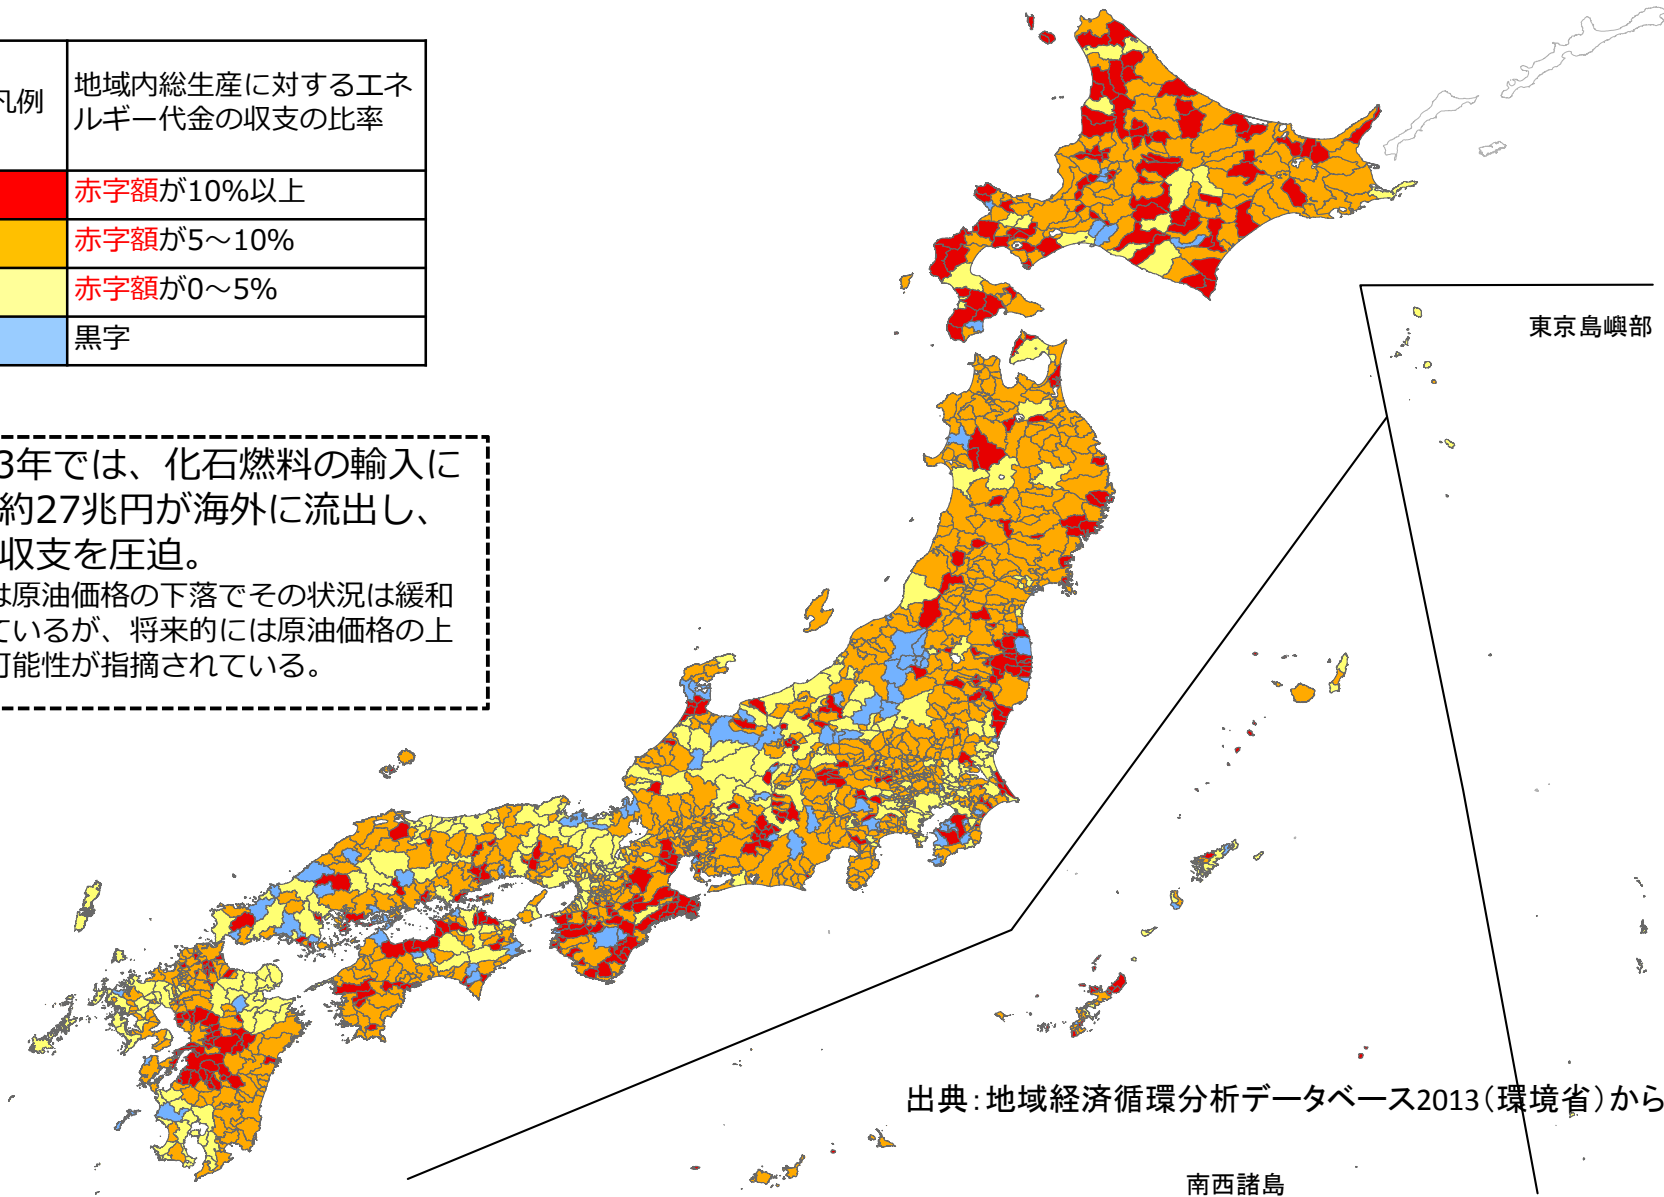 凡例
地域内総生産に対するエネ
ルギー代金の収支の比率
赤字額が10%以上
赤字額が5～10%
赤字額が0～5%
黒字
3年では、化石燃料の輸入に
約27兆円が海外に流出し、
収支を圧迫。
は原油価格の下落でその状況は緩和
ているが、将来的には原油価格の上
可能性が指摘されている。
東京島嶼部
出典：地域経済循環分析データベース2013（環境省）から
南西諸島